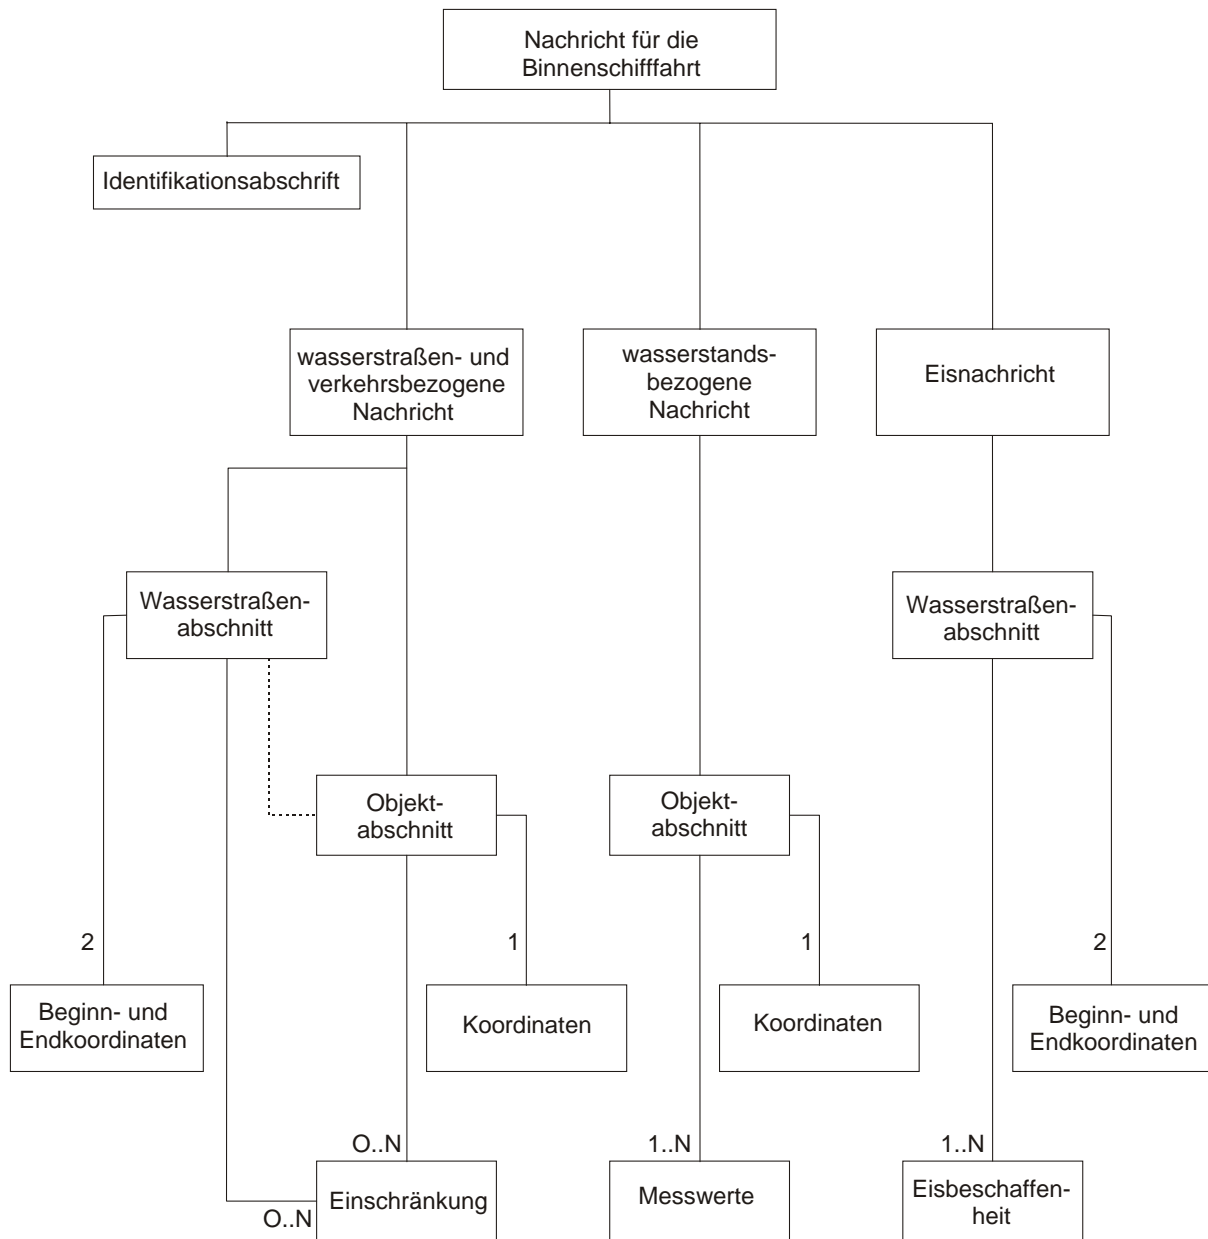 Nachricht für die
Binnenschifffahrt
Identifikationsabschrift
wasserstraßen- und
verkehrsbezogene
Nachricht
wasserstands-
bezogene
Nachricht
Eisnachricht
Wasserstraßen-
abschnitt
Wasserstraßen-
abschnitt
Objekt-
abschnitt
Objekt-
abschnitt
2
1
1
2
Beginn- und
Endkoordinaten
Koordinaten
Koordinaten
Beginn- und
Endkoordinaten
O..N
1..N
1..N
O..N
Einschränkung
Messwerte
Eisbeschaffen-
heit